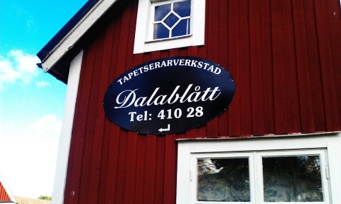 TAPETSERARVERKSTAD
Dalablått
Tel: 410 28